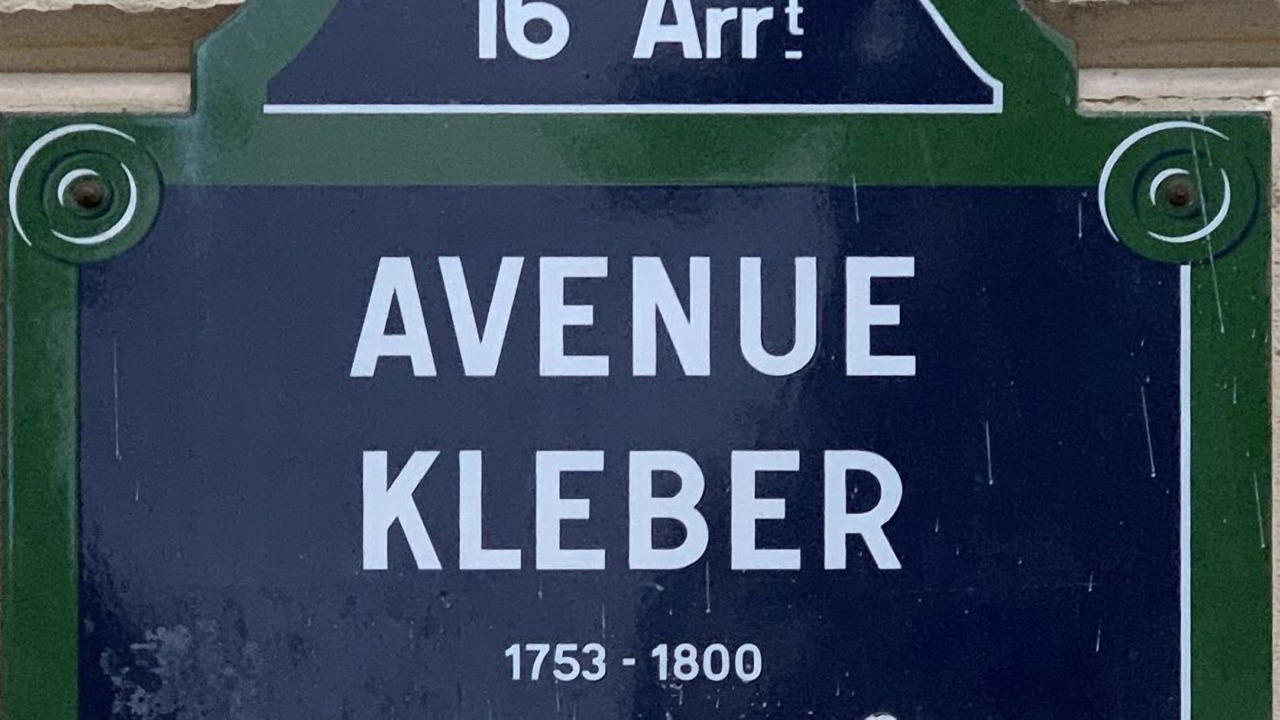 16 Arrt
AVENUE
KLEBER
1753 - 1800